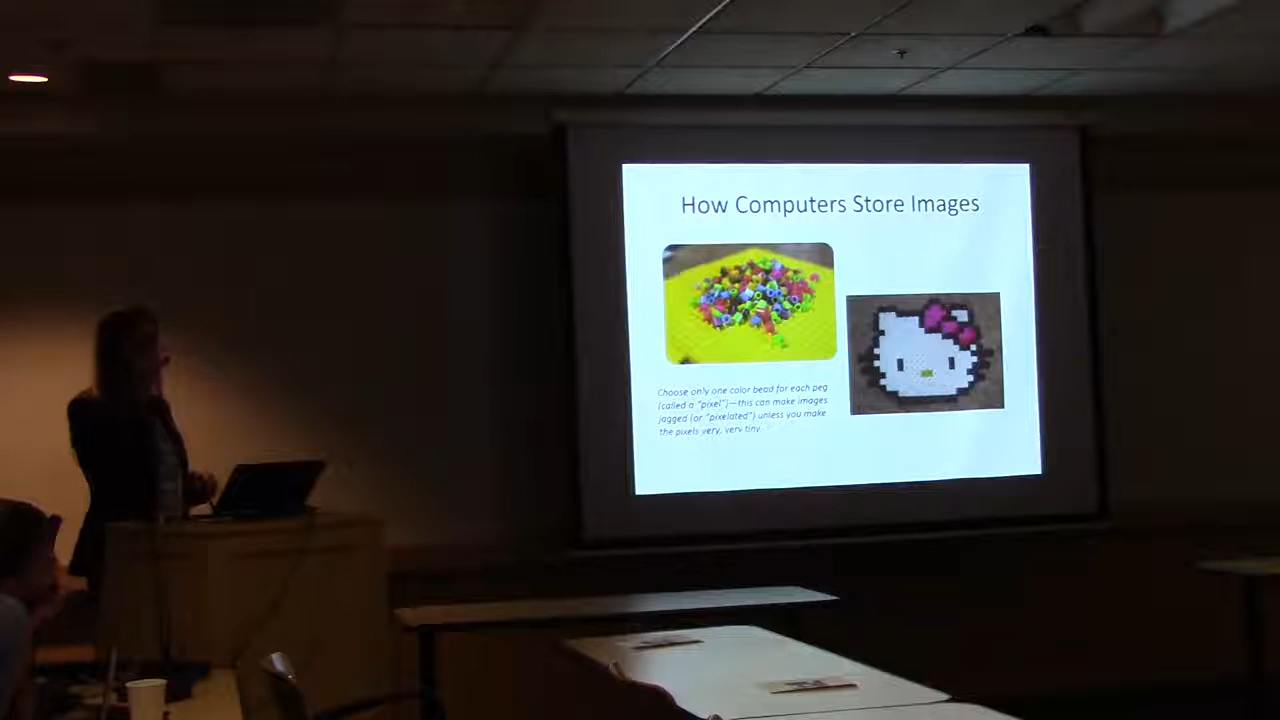 How Computers Store Images
Choose only one color bead for each peg
(called a "pixel")—this can make images
jagged (or "pixelated") unless you make
the pixels very, very tiny.